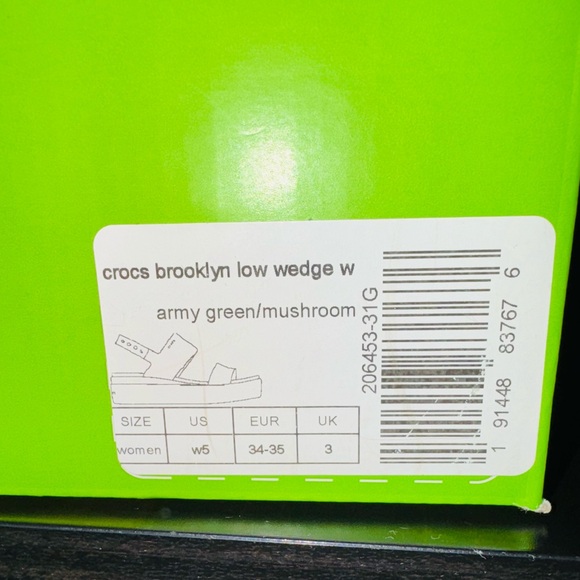 crocs brooklyn low wedge w
army green/mushroom
SIZE US EUR UK
women w5 34-35 3
206453-31G
1 91448 83767 6